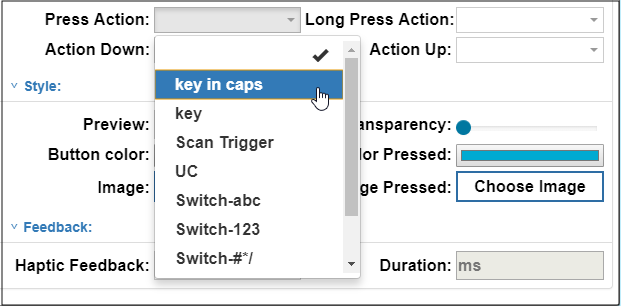 Press Action: Long Press Action:
Action Down: Action Up:
key in caps
Style:
key
Preview: ansparency:
Scan Trigger
Button color: lor Pressed:
UC
Image: ge Pressed: Choose Image
Switch-abc
Feedback:
Switch-123
Switch-#*/
Haptic Feedback: Duration: ms